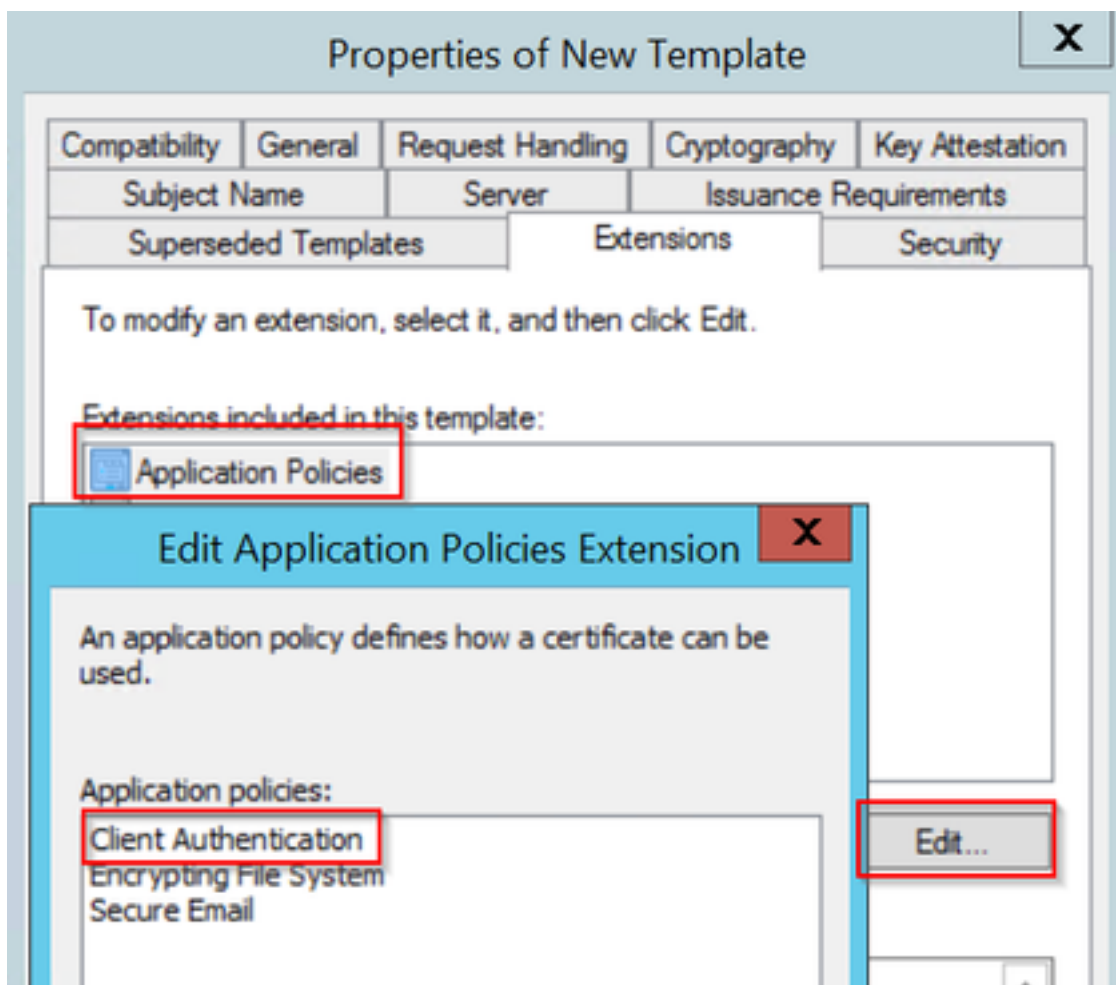 Properties of New Template
X
Compatibility General Request Handling Cryptography Key Attestation
Subject Name Server Issuance Requirements
Superseded Templates Extensions Security
To modify an extension, select it, and then click Edit.
Extensions included in this template:
Application Policies
Edit Application Policies Extension
X
An application policy defines how a certificate can be
used.
Application policies:
Client Authentication
Edit...
Encrypting File System
Secure Email